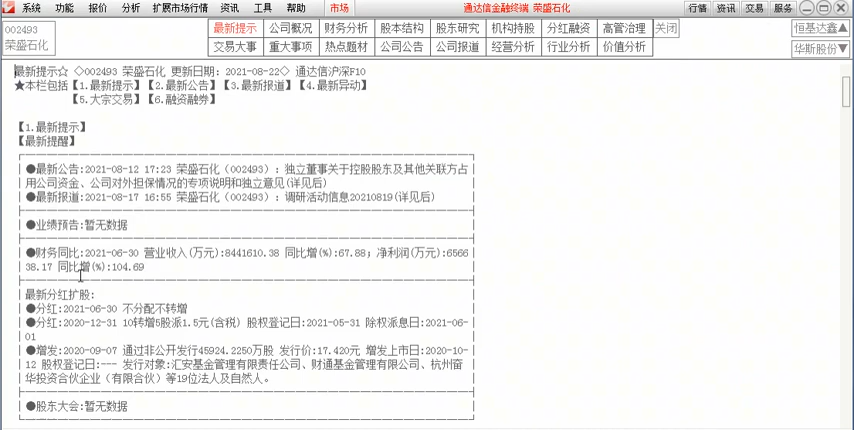 系统 功能 报价 分析 扩展市场行情 资讯 工具 帮助 市场 通达信金融终端 荣盛石化 行情 资讯 交易 服务
002493
荣盛石化
最新提示 公司概况 财务分析 股本结构 股东研究 机构持股 分红融资 高管治理 关闭
交易大事 重大事项 热点题材 公司公告 公司报道 经营分析 行业分析 价值分析
恒基达鑫▲
华斯股份▼
最新提示☆ ◇002493 荣盛石化 更新日期：2021-08-22◇ 通达信沪深F10
★本栏包括【1.最新提示】【2.最新公告】【3.最新报道】【4.最新异动】
【5.大宗交易】【6.融资融券】
【1.最新提示】
【最新提醒】
●最新公告:2021-08-12 17:23 荣盛石化（002493）：独立董事关于控股股东及其他关联方占
用公司资金、公司对外担保情况的专项说明和独立意见(详见后)
●最新报道:2021-08-17 16:55 荣盛石化（002493）：调研活动信息20210819(详见后)
●业绩预告:暂无数据
●财务同比:2021-06-30 营业收入(万元):8441610.38 同比增(%):67.88；净利润(万元):6566
38.17 同比增(%):104.69
最新分红扩股:
●分红:2021-06-30 不分配不转增
●分红:2020-12-31 10转增5股派1.5元(含税) 股权登记日:2021-05-31 除权派息日:2021-06-
01
●增发:2020-09-07 通过非公开发行45924.2250万股 发行价:17.420元 增发上市日:2020-10-
12 股权登记日:--- 发行对象:汇安基金管理有限责任公司、财通基金管理有限公司、杭州奋
华投资合伙企业（有限合伙）等19位法人及自然人。
●股东大会:暂无数据